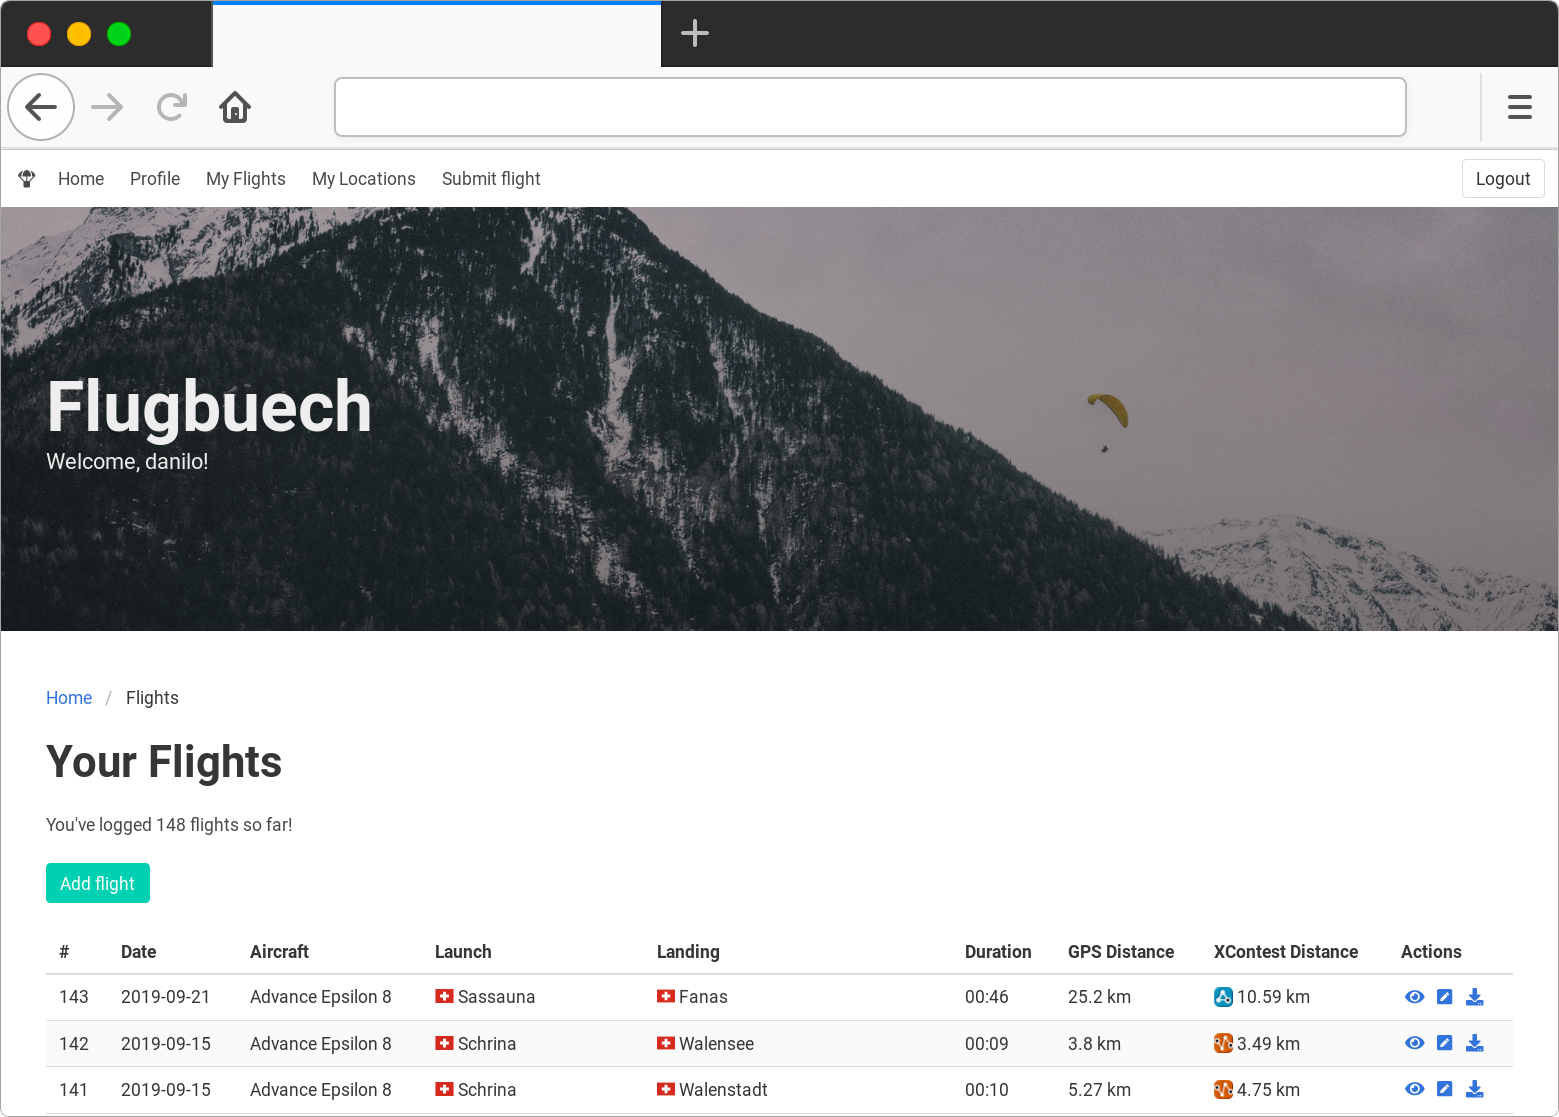 Home Profile My Flights My Locations Submit flight Logout
Flugbuech
Welcome, danilo!
Home / Flights
Your Flights
You've logged 148 flights so far!
Add flight
# Date Aircraft Launch Landing Duration GPS Distance XContest Distance Actions
143 2019-09-21 Advance Epsilon 8 Sassauna Fanas 00:46 25.2 km 10.59 km
142 2019-09-15 Advance Epsilon 8 Schrina Walensee 00:09 3.8 km 3.49 km
141 2019-09-15 Advance Epsilon 8 Schrina Walenstadt 00:10 5.27 km 4.75 km